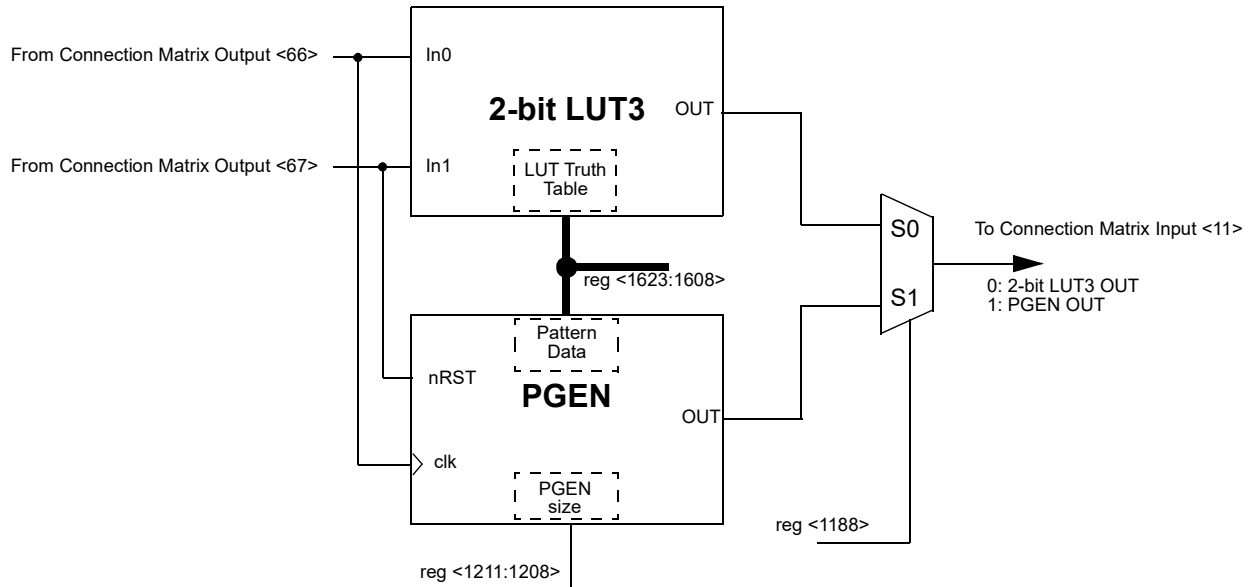 From Connection Matrix Output <66>
In0
2-bit LUT3
OUT
From Connection Matrix Output <67>
In1
LUT Truth
Table
S0
To Connection Matrix Input <11>
reg <1623:1608>
0: 2-bit LUT3 OUT
1: PGEN OUT
S1
Pattern
Data
nRST
PGEN
OUT
clk
PGEN
size
reg <1188>
reg <1211:1208>